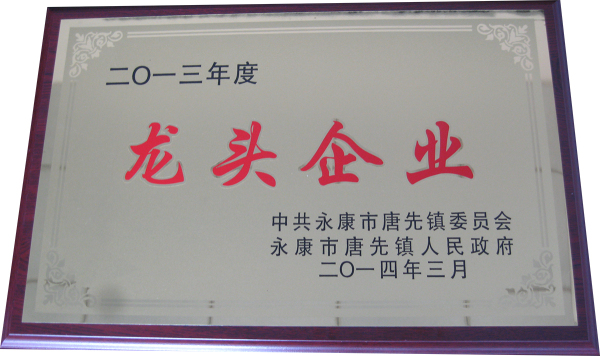 二〇一三年度
龙头企业
中共永康市唐先镇委员会
永康市唐先镇人民政府
二〇一四年三月